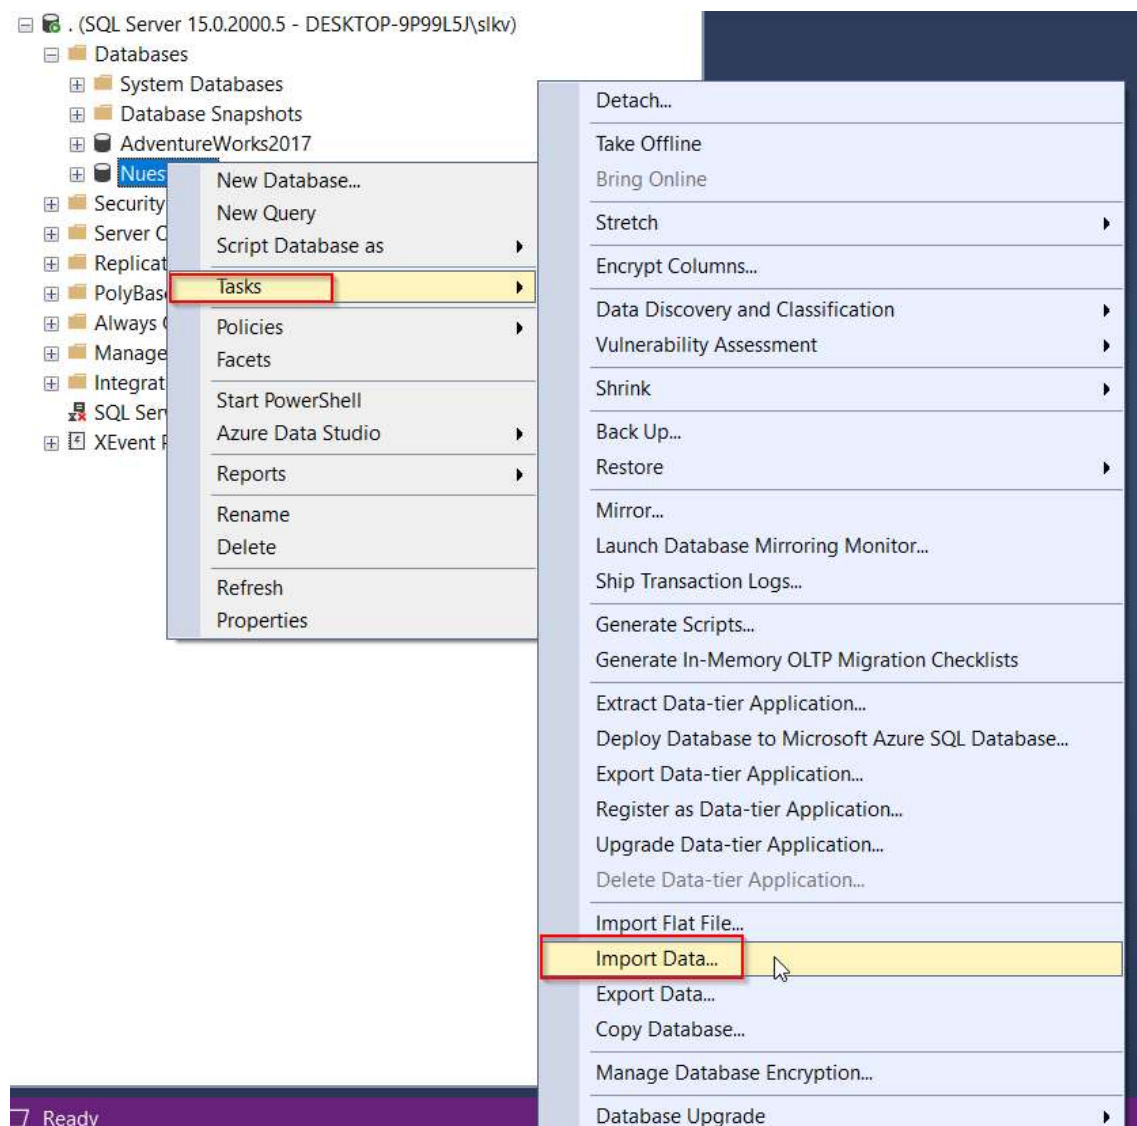 . (SQL Server 15.0.2000.5 - DESKTOP-9P99L5J\slkv)
Databases
System Databases
Database Snapshots
AdventureWorks2017
Nues
Security
Server O
Replicat
PolyBas
Always
Manage
Integrat
SQL Ser
XEvent P
New Database...
New Query
Script Database as
Tasks
Policies
Facets
Start PowerShell
Azure Data Studio
Reports
Rename
Delete
Refresh
Properties
Detach...
Take Offline
Bring Online
Stretch
Encrypt Columns...
Data Discovery and Classification
Vulnerability Assessment
Shrink
Back Up...
Restore
Mirror...
Launch Database Mirroring Monitor...
Ship Transaction Logs...
Generate Scripts...
Generate In-Memory OLTP Migration Checklists
Extract Data-tier Application...
Deploy Database to Microsoft Azure SQL Database...
Export Data-tier Application...
Register as Data-tier Application...
Upgrade Data-tier Application...
Delete Data-tier Application...
Import Flat File...
Import Data...
Export Data...
Copy Database...
Manage Database Encryption...
Database Upgrade
Ready